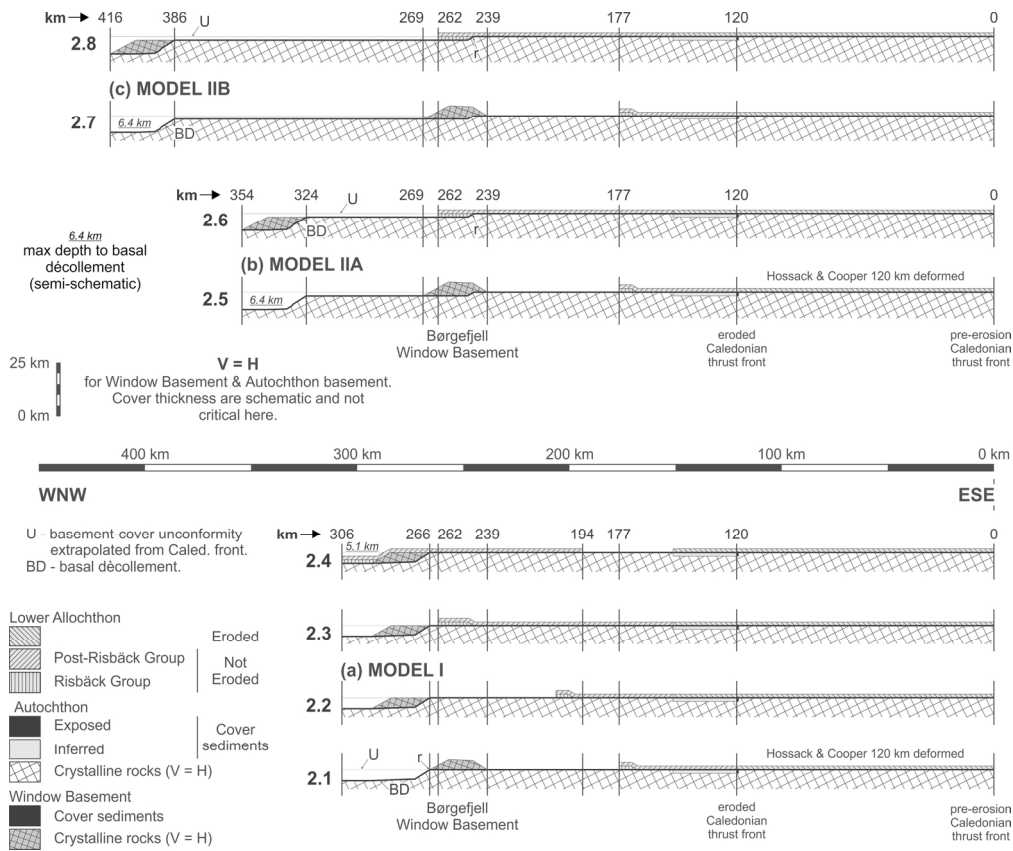 km → 416 386 269 262 239 177 120 0
U
2.8
r
(c) MODEL IIB
2.7
6.4 km
BD
km → 354 324 269 262 239 177 120 0
U
2.6
BD
r
6.4 km
max depth to basal
décollement
(semi-schematic)
(b) MODEL IIA
Hossack & Cooper 120 km deformed
2.5
6.4 km
Børgefjell
Window Basement
eroded
Caledonian
thrust front
pre-erosion
Caledonian
thrust front
25 km
0 km
V = H
for Window Basement & Autochthon basement.
Cover thickness are schematic and not
critical here.
400 km 300 km 200 km 100 km 0 km
WNW ESE
U - basement cover unconformity
extrapolated from Caled. front.
BD - basal dècollement.
km → 306 266 262 239 194 177 120 0
5.1 km
2.4
2.3
(a) MODEL I
2.2
Hossack & Cooper 120 km deformed
U
r
2.1
BD
Børgefjell
Window Basement
eroded
Caledonian
thrust front
pre-erosion
Caledonian
thrust front
Lower Allochthon
Eroded
Post-Risbäck Group
Not
Eroded
Risbäck Group
Autochthon
Exposed
Cover
sediments
Inferred
Crystalline rocks (V = H)
Window Basement
Cover sediments
Crystalline rocks (V = H)